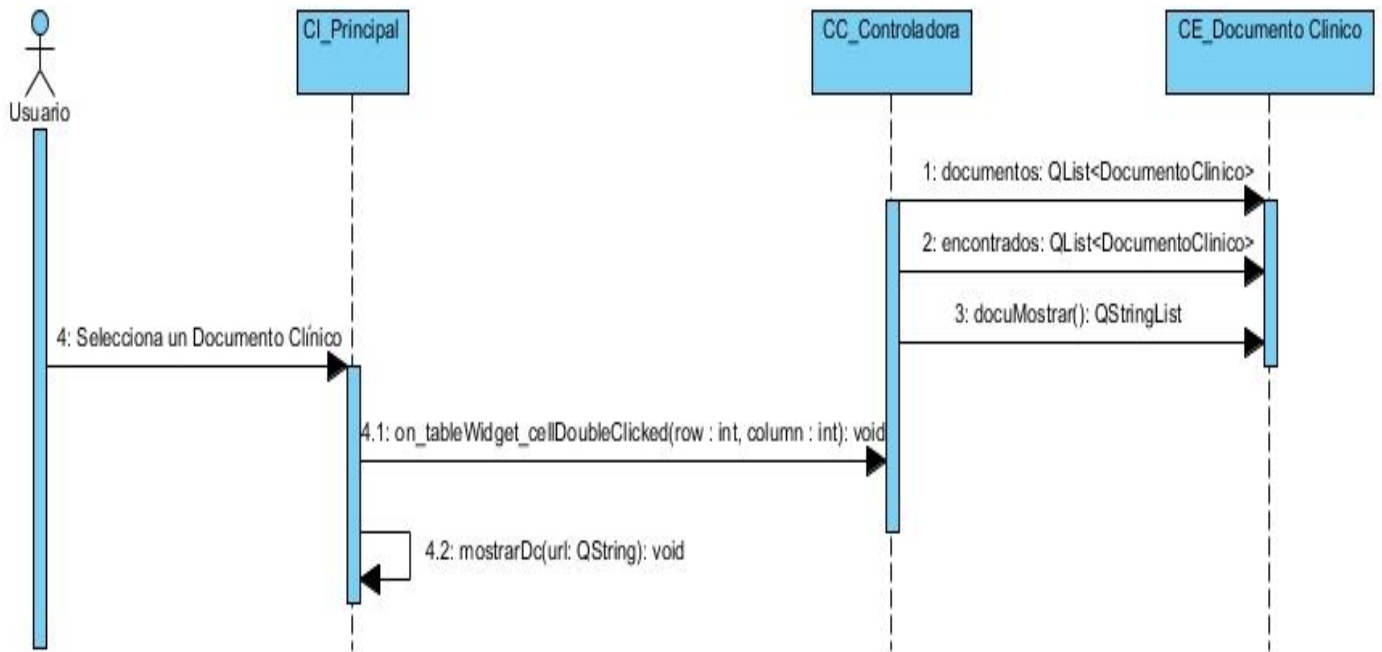 CI_Principal
CC_Controladora
CE_Documento Clinico
Usuario
1: documentos: QList<DocumentoClinico>
2: encontrados: QList<DocumentoClinico>
3: docuMostrar(): QStringList
4: Selecciona un Documento Clínico
4.1: on_tableWidget_cellDoubleClicked(row : int, column : int): void
4.2: mostrarDc(url: QString): void